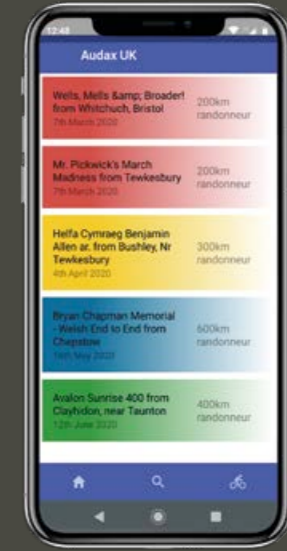 12:48
Audax UK
Wells, Mells &amp; Broader!
from Whitchuch, Bristol
7th March 2020
200km
randonneur
Mr. Pickwick's March
Madness from Tewkesbury
7th March 2020
200km
randonneur
Helfa Cymraeg Benjamin
Allen ar. from Bushley, Nr
Tewkesbury
4th April 2020
300km
randonneur
Bryan Chapman Memorial
- Welsh End to End from
Chepstow
16th May 2020
600km
randonneur
Avalon Sunrise 400 from
Clayhidon, near Taunton
12th June 2020
400km
randonneur